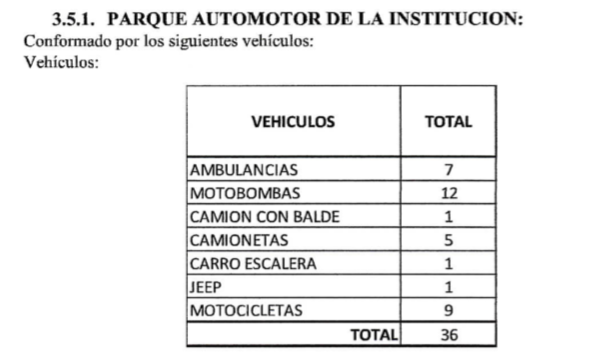 3.5.1. PARQUE AUTOMOTOR DE LA INSTITUCION:
Conformado por los siguientes vehículos:
Vehículos:
VEHICULOS TOTAL
AMBULANCIAS 7
MOTOBOMBAS 12
CAMION CON BALDE 1
CAMIONETAS 5
CARRO ESCALERA 1
JEEP 1
MOTOCICLETAS 9
TOTAL 36